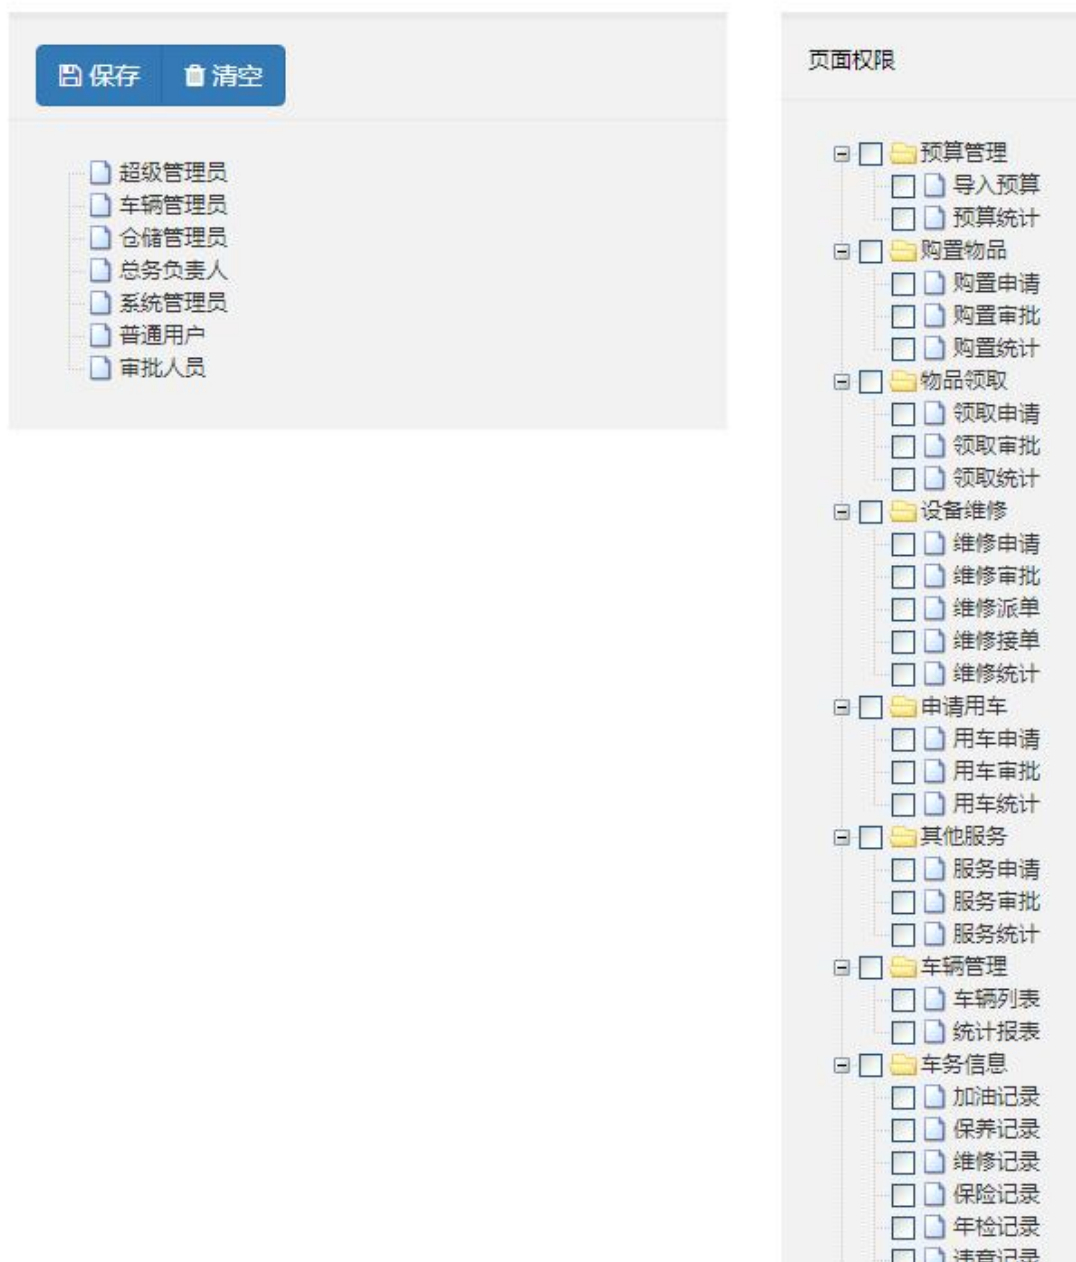 保存 清空
超级管理员
车辆管理员
仓储管理员
总务负责人
系统管理员
普通用户
审批人员
页面权限
预算管理
导入预算
预算统计
购置物品
购置申请
购置审批
购置统计
物品领取
领取申请
领取审批
领取统计
设备维修
维修申请
维修审批
维修派单
维修接单
维修统计
申请用车
用车申请
用车审批
用车统计
其他服务
服务申请
服务审批
服务统计
车辆管理
车辆列表
统计报表
车务信息
加油记录
保养记录
维修记录
保险记录
年检记录
违章记录